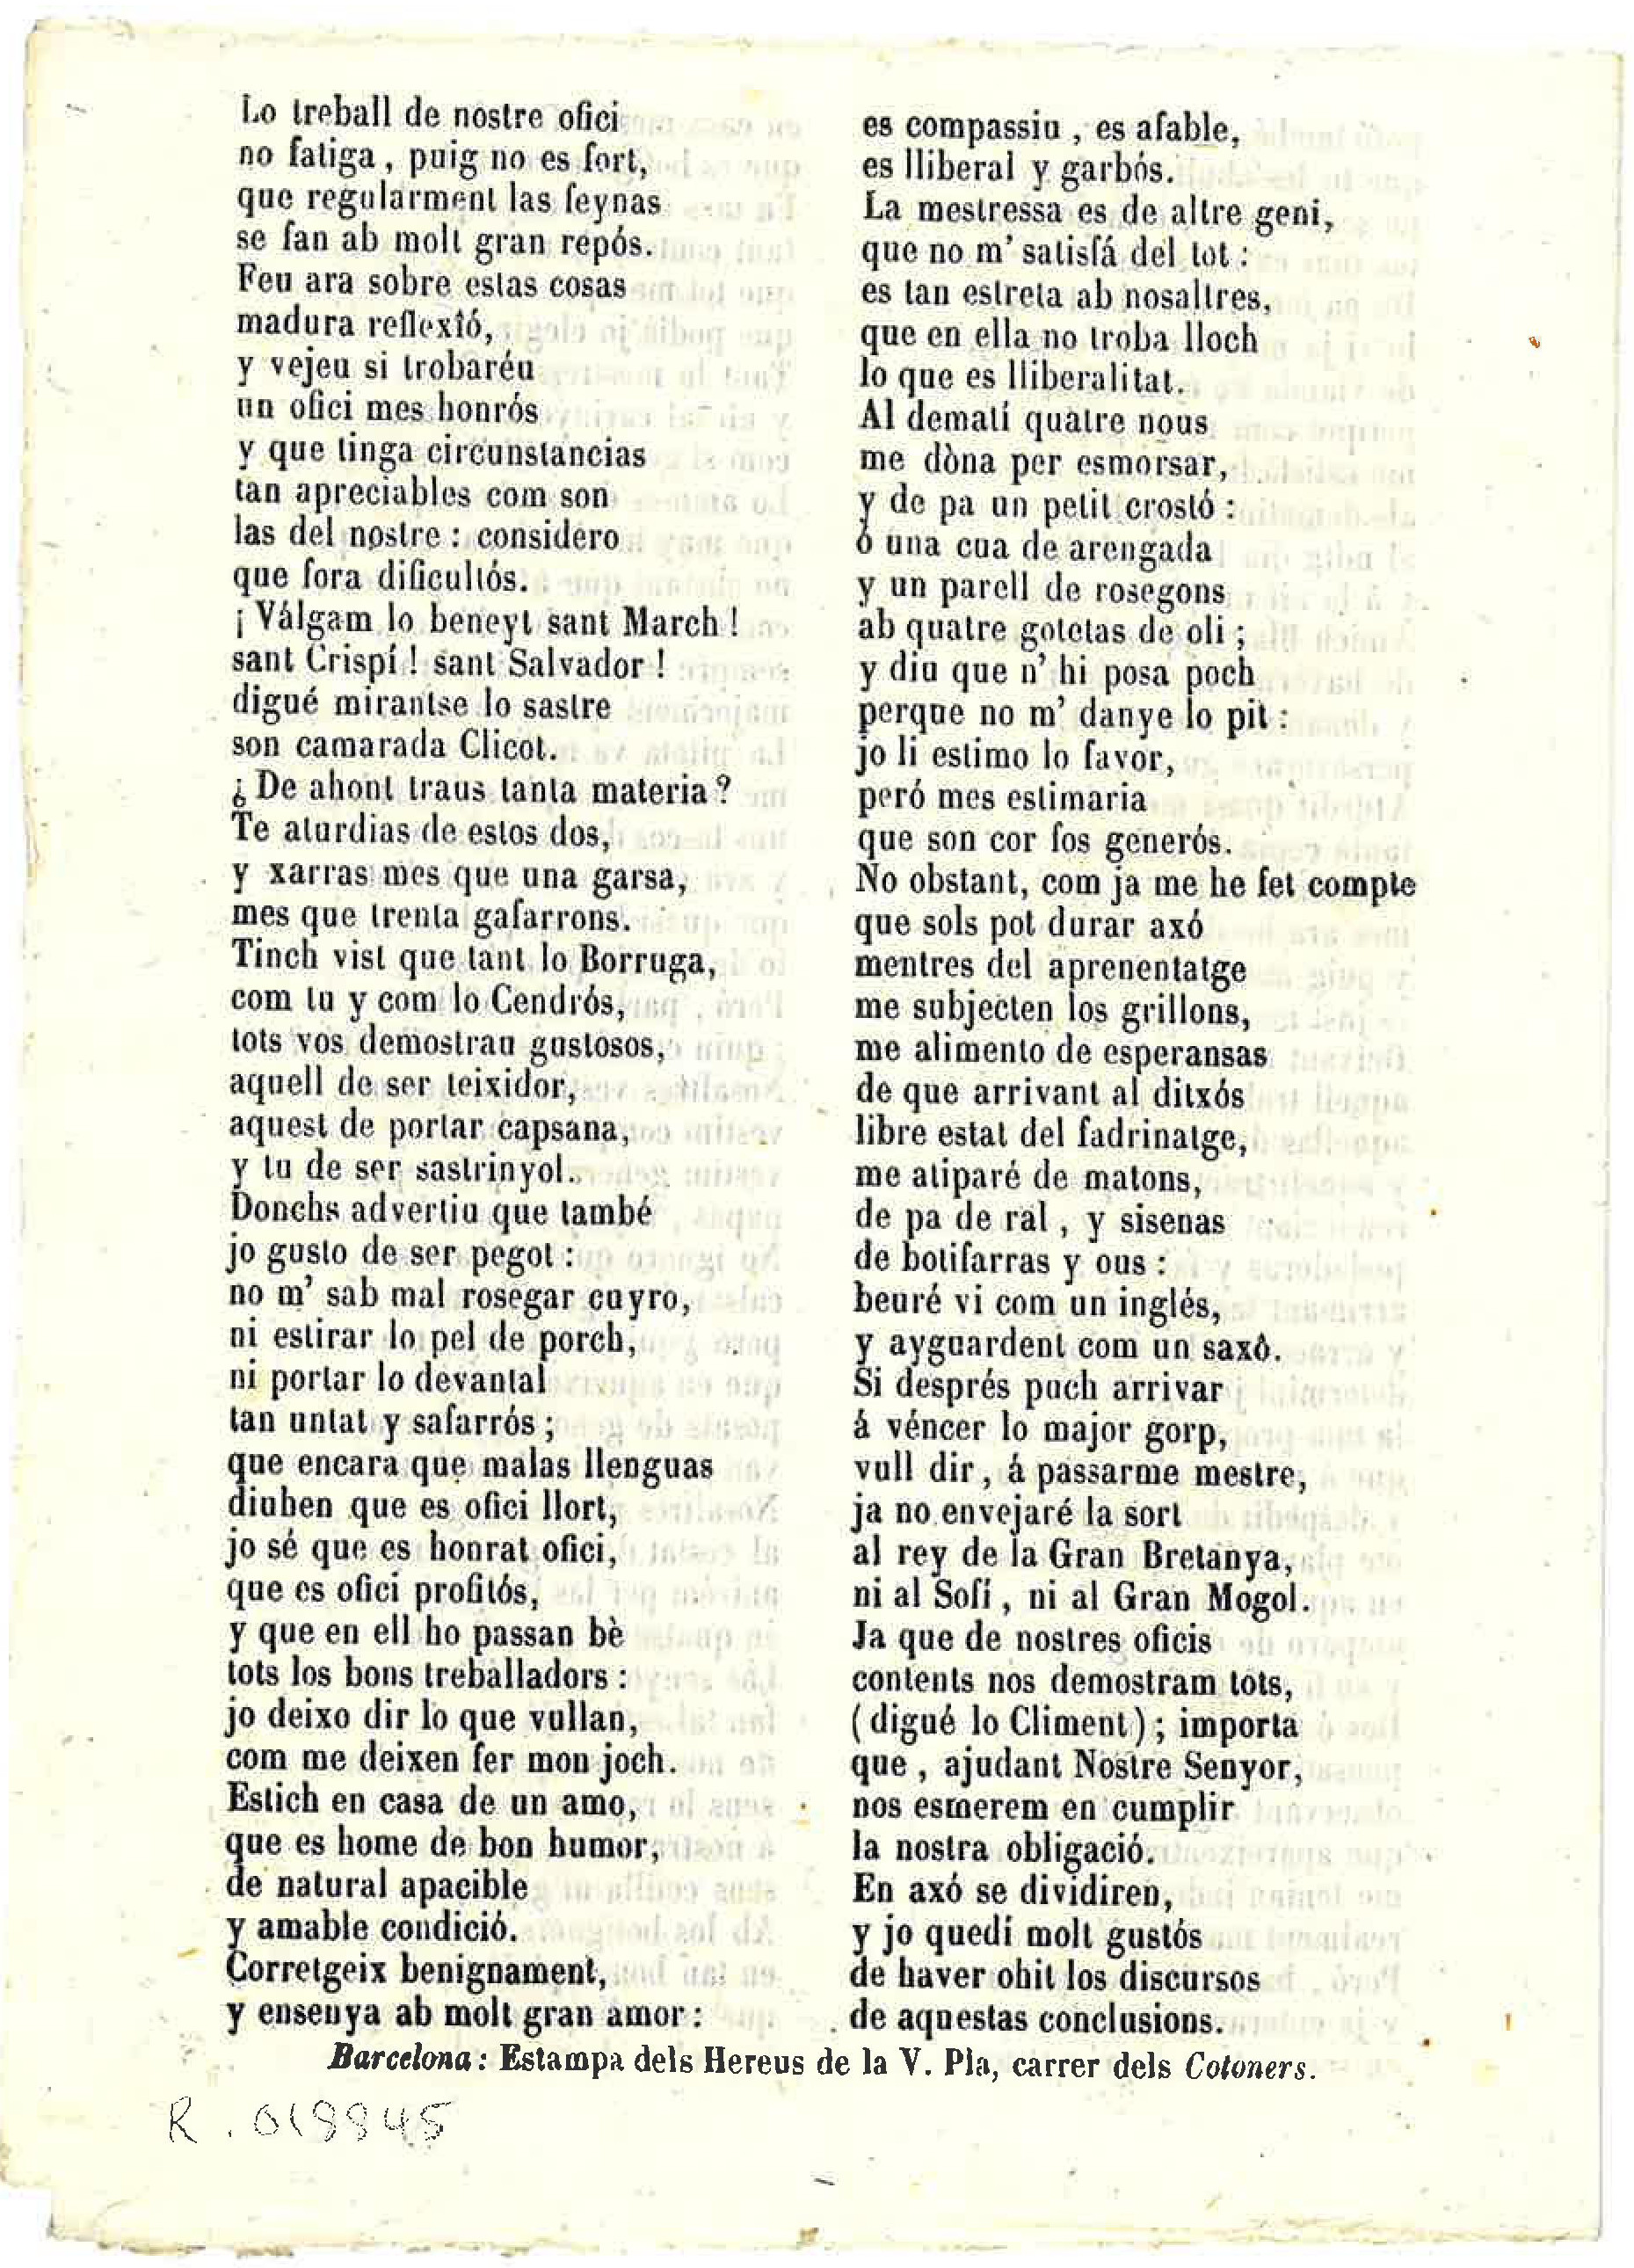 Lo treball de nostre ofici
no fatiga, puig no es fort,
que regularment las feynas
se fan ab molt gran repós.
Feu ara sobre estas cosas
madura reflexió,
y vejeu si trobaréu
un ofici mes honrós
y que tinga circunstancias
tan apreciables com son
las del nostre: considero
que fora dificultós.
¡Válgam lo beneyt sant March!
sant Crispí! sant Salvador!
digué mirantse lo sastre
son camarada Clicot.
¿De ahont traus tanta materia?
Te aturdias de estos dos,
y xarras mes que una garsa,
mes que trenta gafarrons.
Tinch vist que tant lo Borruga,
com tu y com lo Cendrós,
tots vos demostrau gustosos,
aquell de ser teixidor,
aquest de portar capsana,
y tu de ser sastrinyol.
Donchs advertiu que també
jo gusto de ser pegot:
no m' sab mal rosegar cuyro,
ni estirar lo pel de porch,
ni portar lo devantal
tan untat y safarrós;
que encara que malas llenguas
diuhen que es ofici llort,
jo sé que es honrat ofici,
que es ofici profitós,
y que en ell ho passan bè
tots los bons treballadors:
jo deixo dir lo que vullan,
com me deixen fer mon joch.
Estich en casa de un amo,
que es home de bon humor,
de natural apacible
y amable condició.
Corretgeix benignament,
y ensenya ab molt gran amor:
es compassiu, es afable,
es lliberal y garbós.
La mestressa es de altre geni,
que no m' satisfá del tot:
es tan estreta ab nosaltres,
que en ella no troba lloch
lo que es lliberalitat.
Al dematí quatre nous
me dòna per esmorsar,
y de pa un petit crostó:
ó una cua de arengada
y un parell de rosegons
ab quatre gotetas de oli;
y diu que n' hi posa poch
perque no m' danye lo pit:
jo li estimo lo favor,
peró mes estimaria
que son cor fos generós.
No obstant, com ja me he fet compte
que sols pot durar axó
mentres del aprenentatge
me subjecten los grillons,
me alimento de esperansas
de que arrivant al ditxós
libre estat del fadrinatge,
me atiparé de matons,
de pa de ral, y sisenas
de botifarras y ous:
beuré vi com un inglés,
y ayguardent com un saxó.
Si després puch arrivar
á véncer lo major gorp,
vull dir, á passarme mestre,
ja no envejaré la sort
al rey de la Gran Bretanya,
ni al Sofí, ni al Gran Mogol.
Ja que de nostres oficis
contents nos demostram tots,
(digué lo Climent); importa
que, ajudant Nostre Senyor,
nos esmerem en cumplir
la nostra obligació.
En axó se dividiren,
y jo quedí molt gustós
de haver ohit los discursos
de aquestas conclusions.
Barcelona: Estampa dels Hereus de la V. Pla, carrer dels Cotoners.
R. 018845